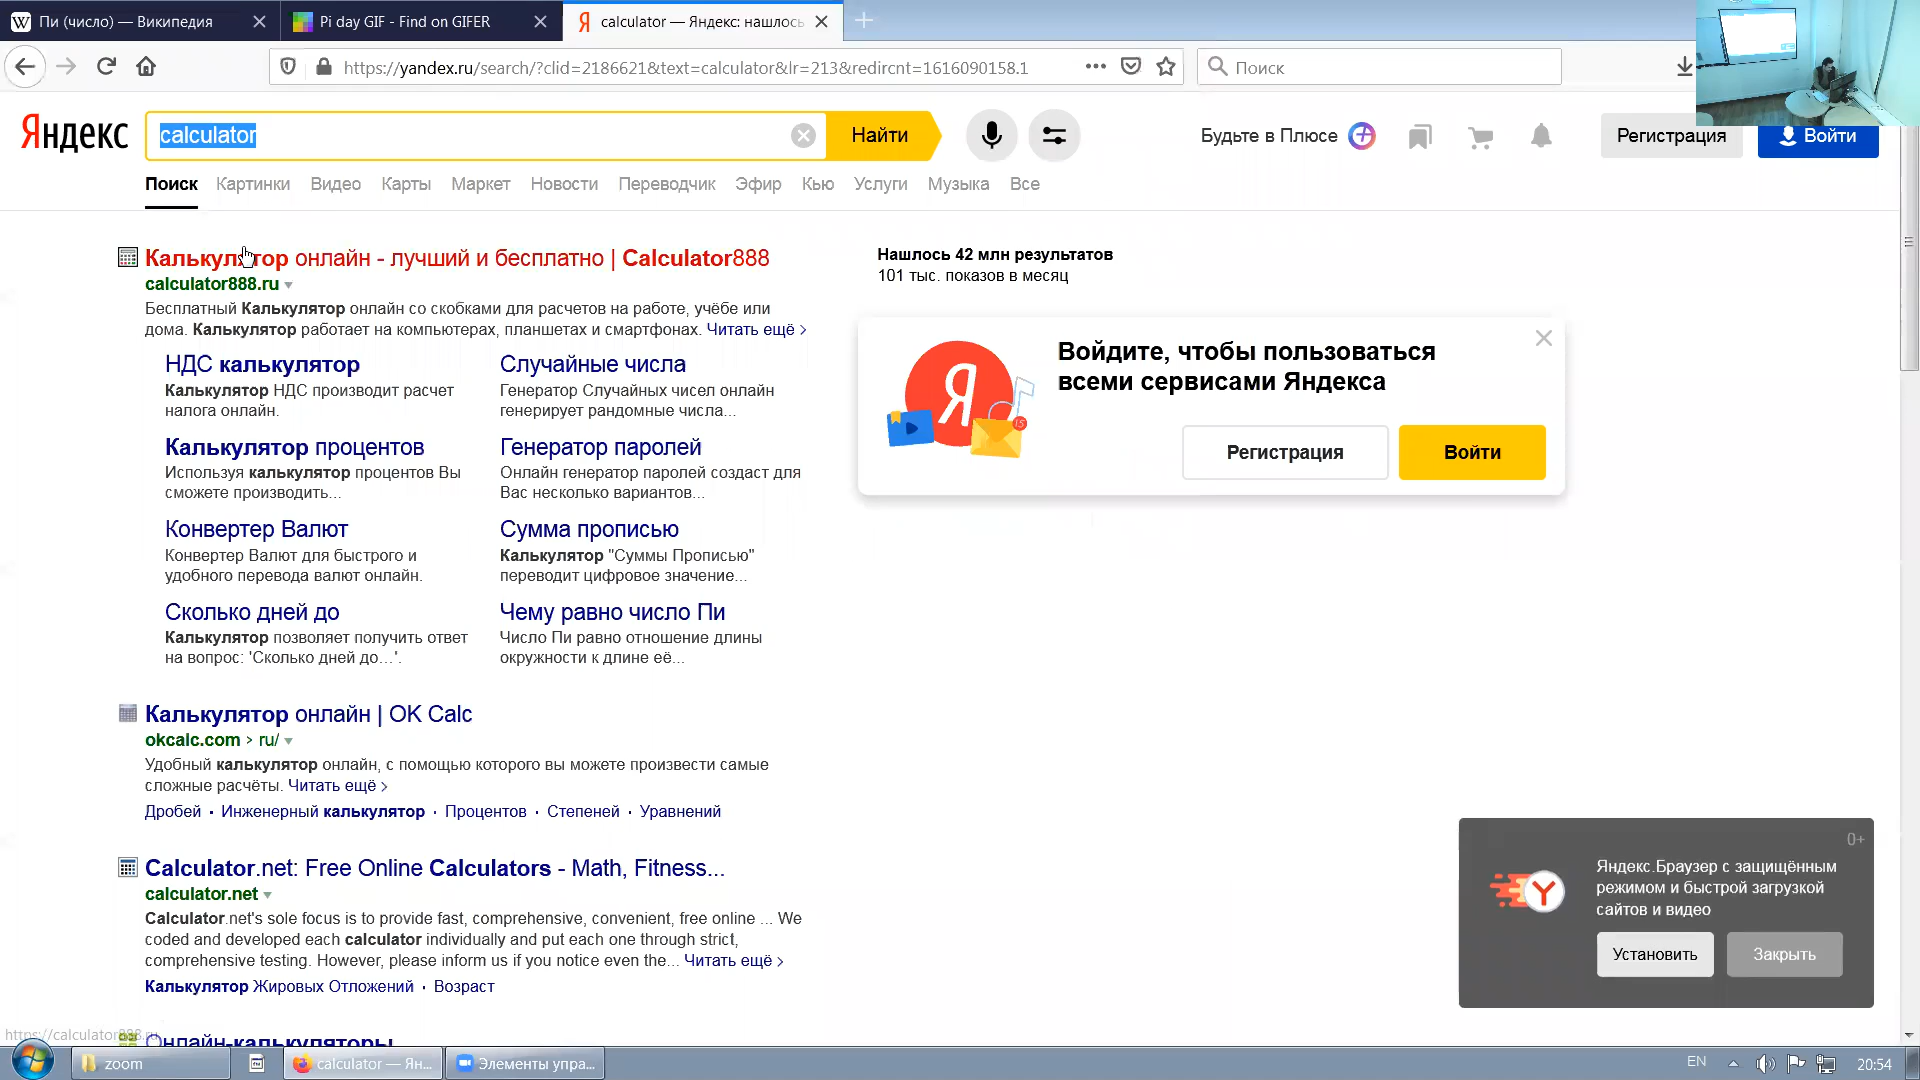 Пи (число) — Википедия
Pi day GIF - Find on GIFER
calculator — Яндекс: нашлось
https://yandex.ru/search/?clid=2186621&text=calculator&lr=213&redircnt=1616090158.1
Поиск
Яндекс
calculator
Найти
Будьте в Плюсе
Регистрация
Войти
Поиск Картинки Видео Карты Маркет Новости Переводчик Эфир Кью Услуги Музыка Все
Калькулятор онлайн - лучший и бесплатно | Calculator888
calculator888.ru
Бесплатный Калькулятор онлайн со скобками для расчетов на работе, учёбе или
дома. Калькулятор работает на компьютерах, планшетах и смартфонах. Читать ещё >
НДС калькулятор
Калькулятор НДС производит расчет
налога онлайн.
Случайные числа
Генератор Случайных чисел онлайн
генерирует рандомные числа...
Калькулятор процентов
Используя калькулятор процентов Вы
сможете производить...
Генератор паролей
Онлайн генератор паролей создаст для
Вас несколько вариантов...
Конвертер Валют
Конвертер Валют для быстрого и
удобного перевода валют онлайн.
Сумма прописью
Калькулятор "Суммы Прописью"
переводит цифровое значение...
Сколько дней до
Калькулятор позволяет получить ответ
на вопрос: 'Сколько дней до...'.
Чему равно число Пи
Число Пи равно отношение длины
окружности к длине её...
Калькулятор онлайн | OK Calc
okcalc.com › ru/
Удобный калькулятор онлайн, с помощью которого вы можете произвести самые
сложные расчёты. Читать ещё >
Дробей · Инженерный калькулятор · Процентов · Степеней · Уравнений
Calculator.net: Free Online Calculators - Math, Fitness...
calculator.net
Calculator.net's sole focus is to provide fast, comprehensive, convenient, free online ... We
coded and developed each calculator individually and put each one through strict,
comprehensive testing. However, please inform us if you notice even the... Читать ещё >
Калькулятор Жировых Отложений · Возраст
Онлайн-калькуляторы
Нашлось 42 млн результатов
101 тыс. показов в месяц
Войдите, чтобы пользоваться
всеми сервисами Яндекса
Я
15
Регистрация
Войти
0+
Яндекс.Браузер с защищённым
режимом и быстрой загрузкой
сайтов и видео
Установить
Закрыть
https://calculator888.ru
zoom
calculator — Ян...
Элементы упра...
EN
20:54